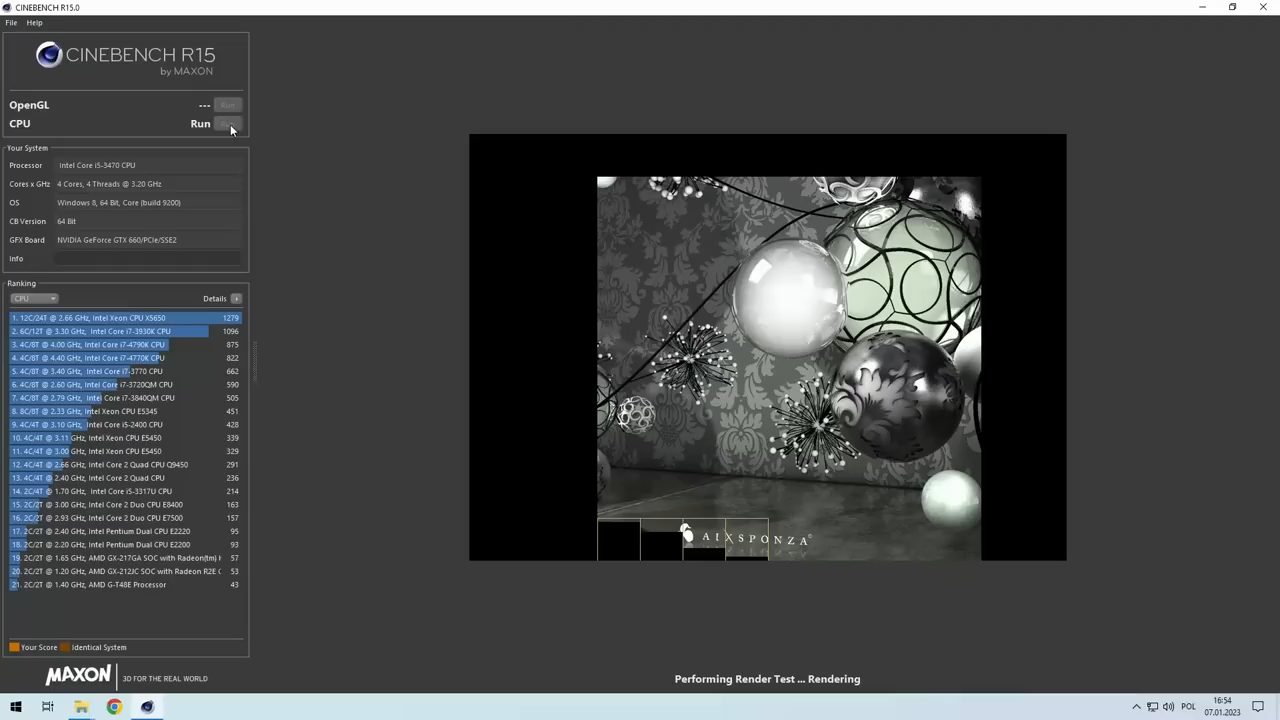 CINEBENCH R15.0
File Help
CINEBENCH R15
by MAXON
OpenGL --- Run
CPU Run
Your System
Processor Intel Core i5-3470 CPU
Cores x GHz 4 Cores, 4 Threads @ 3.20 GHz
OS Windows 8, 64 Bit, Core (build 9200)
CB Version 64 Bit
GFX Board NVIDIA GeForce GTX 660/PCIe/SSE2
Info
Ranking
CPU Details
1. 12C/24T @ 2.66 GHz, Intel Xeon CPU X5650 1279
2. 6C/12T @ 3.30 GHz, Intel Core i7-3930K CPU 1096
3. 4C/8T @ 4.00 GHz, Intel Core i7-4790K CPU 875
4. 4C/8T @ 4.40 GHz, Intel Core i7-4770K CPU 822
5. 4C/8T @ 3.40 GHz, Intel Core i7-3770 CPU 662
6. 4C/8T @ 2.60 GHz, Intel Core i7-3720QM CPU 590
7. 4C/8T @ 2.79 GHz, Intel Core i7-3840QM CPU 505
8. 8C/8T @ 2.33 GHz, Intel Xeon CPU E5345 451
9. 4C/4T @ 3.10 GHz, Intel Core i5-2400 CPU 428
10. 4C/4T @ 3.11 GHz, Intel Xeon CPU E5450 339
11. 4C/4T @ 3.00 GHz, Intel Xeon CPU E5450 329
12. 4C/4T @ 2.66 GHz, Intel Core 2 Quad CPU Q9450 291
13. 4C/4T @ 2.40 GHz, Intel Core 2 Quad CPU 236
14. 2C/4T @ 1.70 GHz, Intel Core i5-3317U CPU 214
15. 2C/2T @ 3.00 GHz, Intel Core 2 Duo CPU E8400 163
16. 2C/2T @ 2.93 GHz, Intel Core 2 Duo CPU E7500 157
17. 2C/2T @ 2.40 GHz, Intel Pentium Dual CPU E2220 95
18. 2C/2T @ 2.20 GHz, Intel Pentium Dual CPU E2200 93
19. 2C/2T @ 1.65 GHz, AMD GX-217GA SOC with Radeon(tm) 57
20. 2C/2T @ 1.20 GHz, AMD GX-212JC SOC with Radeon R2E 53
21. 2C/2T @ 1.40 GHz, AMD G-T48E Processor 43
Your Score Identical System
MAXON 3D FOR THE REAL WORLD
AIXSPONZA®
Performing Render Test ... Rendering
POL
16:54
07.01.2023